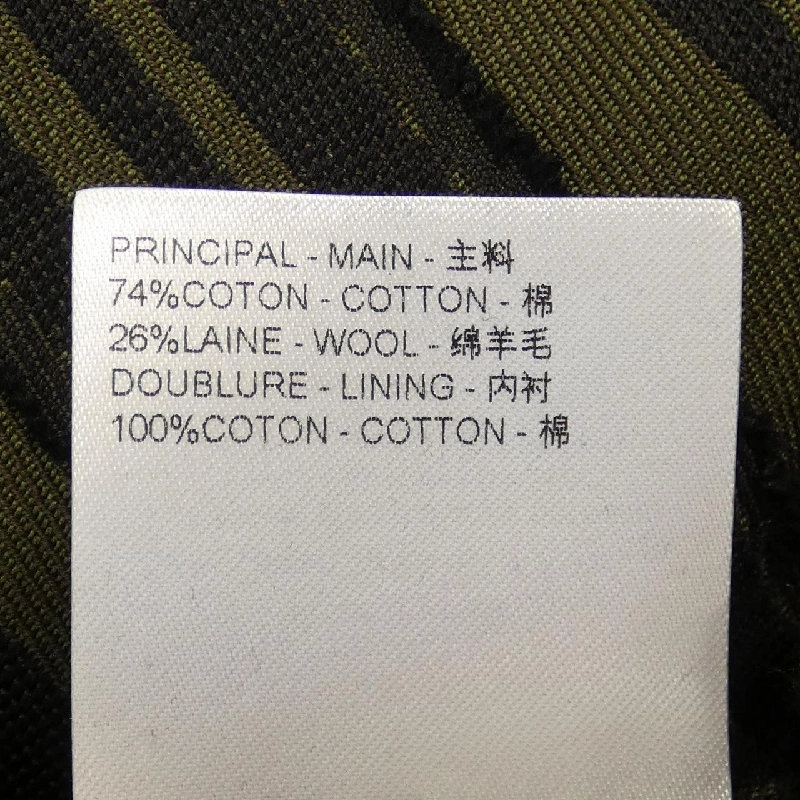 PRINCIPAL - MAIN - 主料
74%COTON - COTTON - 棉
26%LAINE - WOOL - 绵羊毛
DOUBLURE - LINING - 内衬
100%COTON - COTTON - 棉